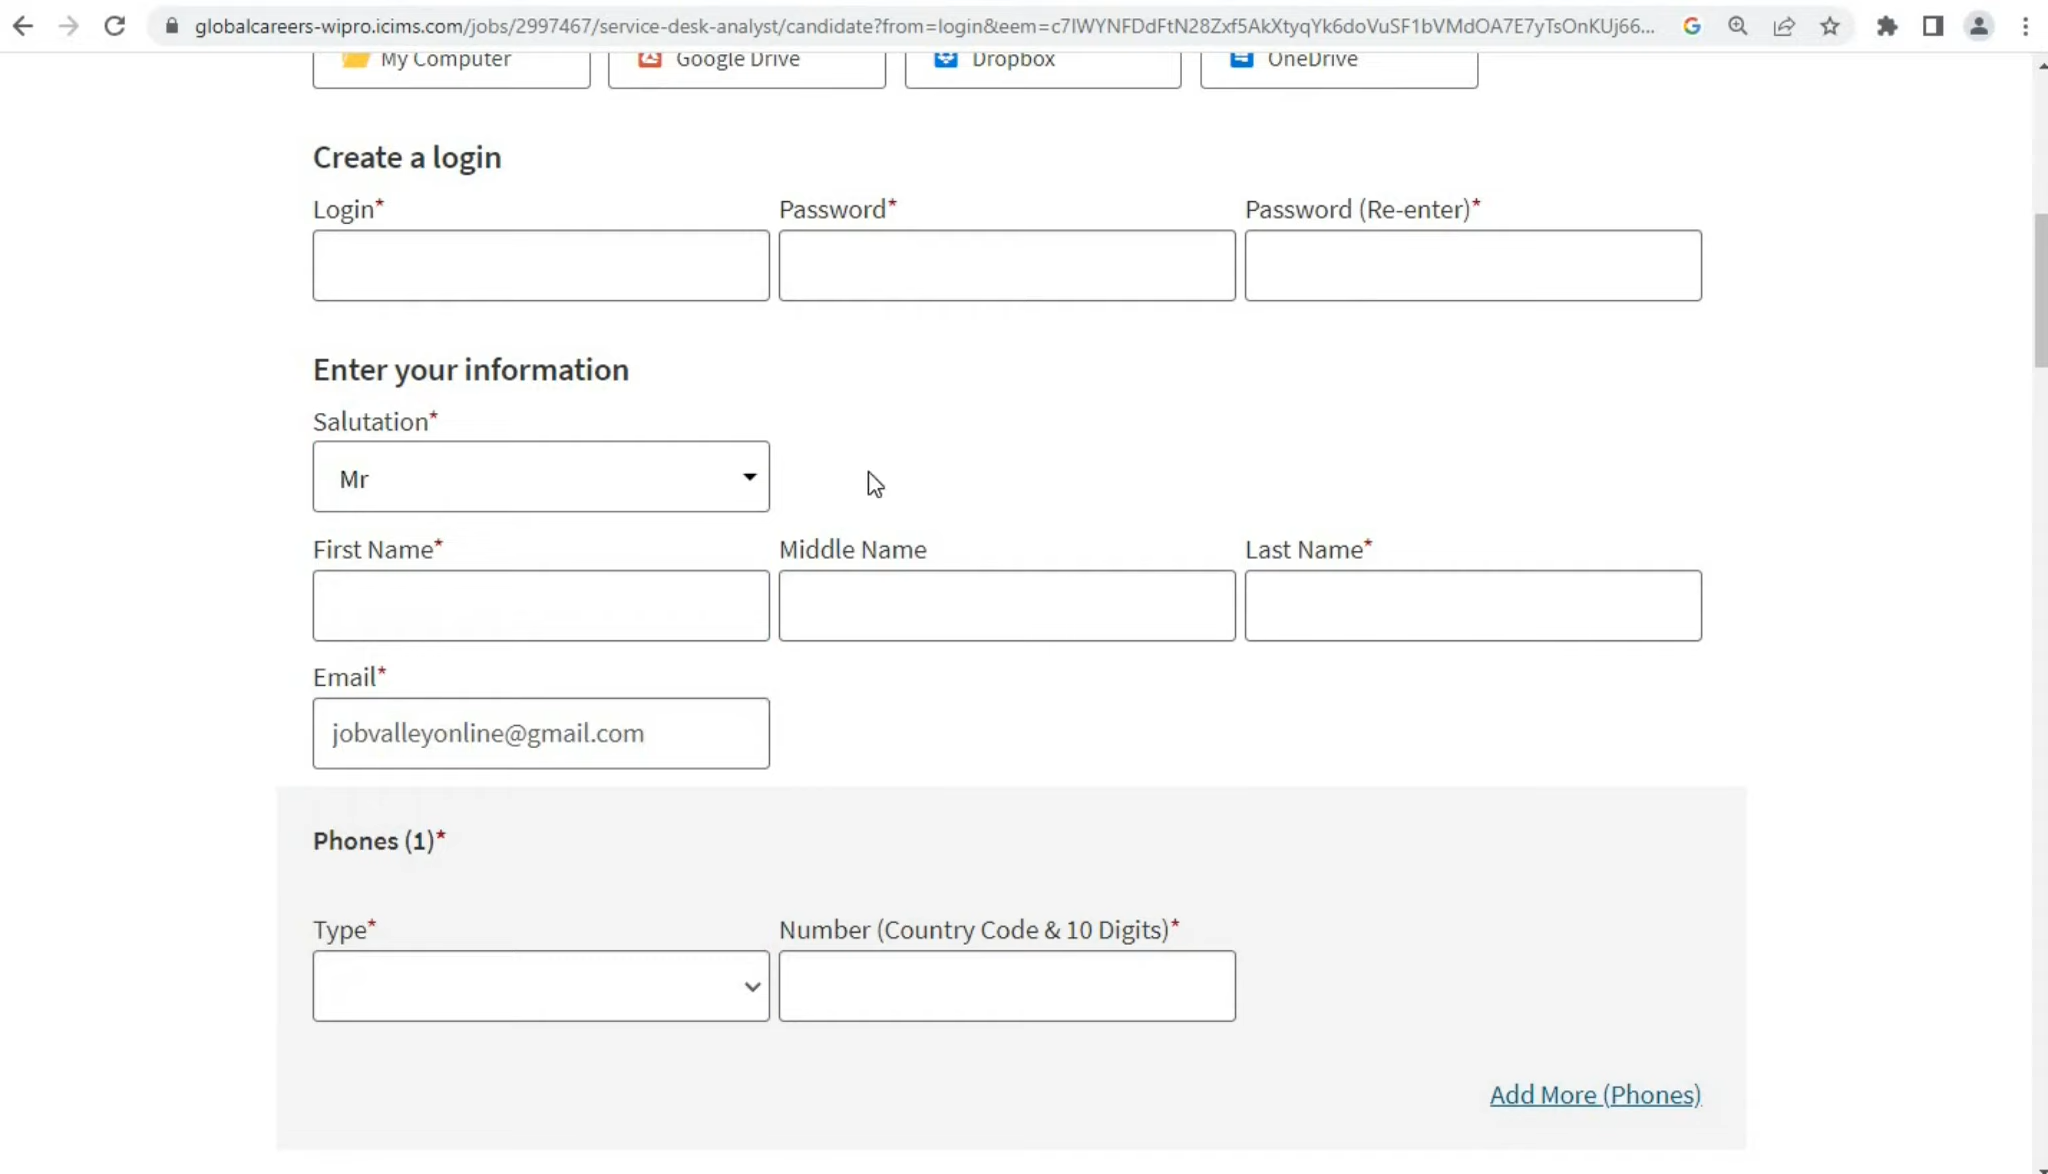 globalcareers-wipro.icims.com/jobs/2997467/service-desk-analyst/candidate?from=login&eem=c7IWYNFDdFtN28Zxf5AkXtyqYk6doVuSF1bVMdOA7E7yTsOnKUj66...
My Computer Google Drive Dropbox OneDrive
Create a login
Login* Password* Password (Re-enter)*
Enter your information
Salutation*
Mr
First Name* Middle Name Last Name*
Email*
jobvalleyonline@gmail.com
Phones (1)*
Type* Number (Country Code & 10 Digits)*
Add More (Phones)